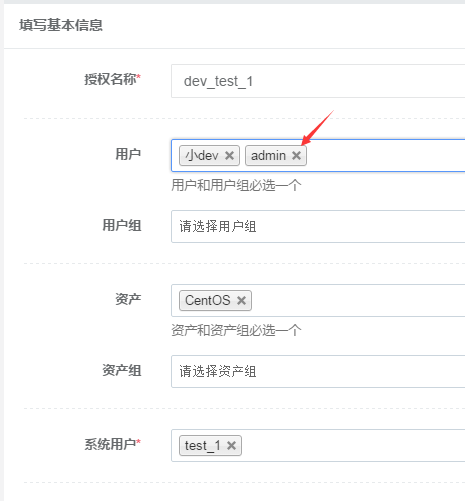 填写基本信息
授权名称* dev_test_1
用户 小dev × admin ×
用户和用户组必选一个
用户组 请选择用户组
资产 CentOS ×
资产和资产组必选一个
资产组 请选择资产组
系统用户* test_1 ×